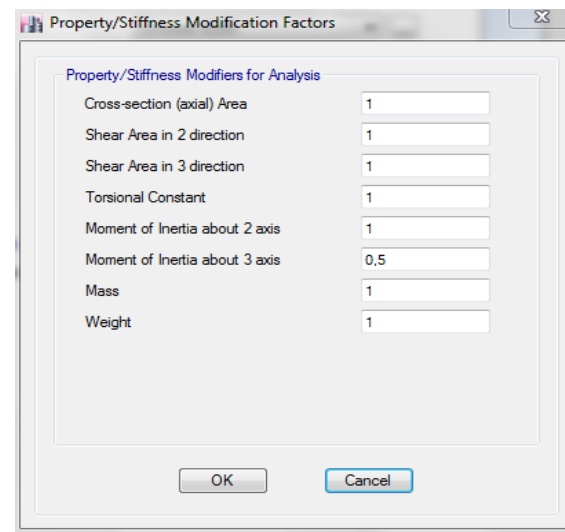 Property/Stiffness Modification Factors
Property/Stiffness Modifiers for Analysis
Cross-section (axial) Area 1
Shear Area in 2 direction 1
Shear Area in 3 direction 1
Torsional Constant 1
Moment of Inertia about 2 axis 1
Moment of Inertia about 3 axis 0,5
Mass 1
Weight 1
OK Cancel